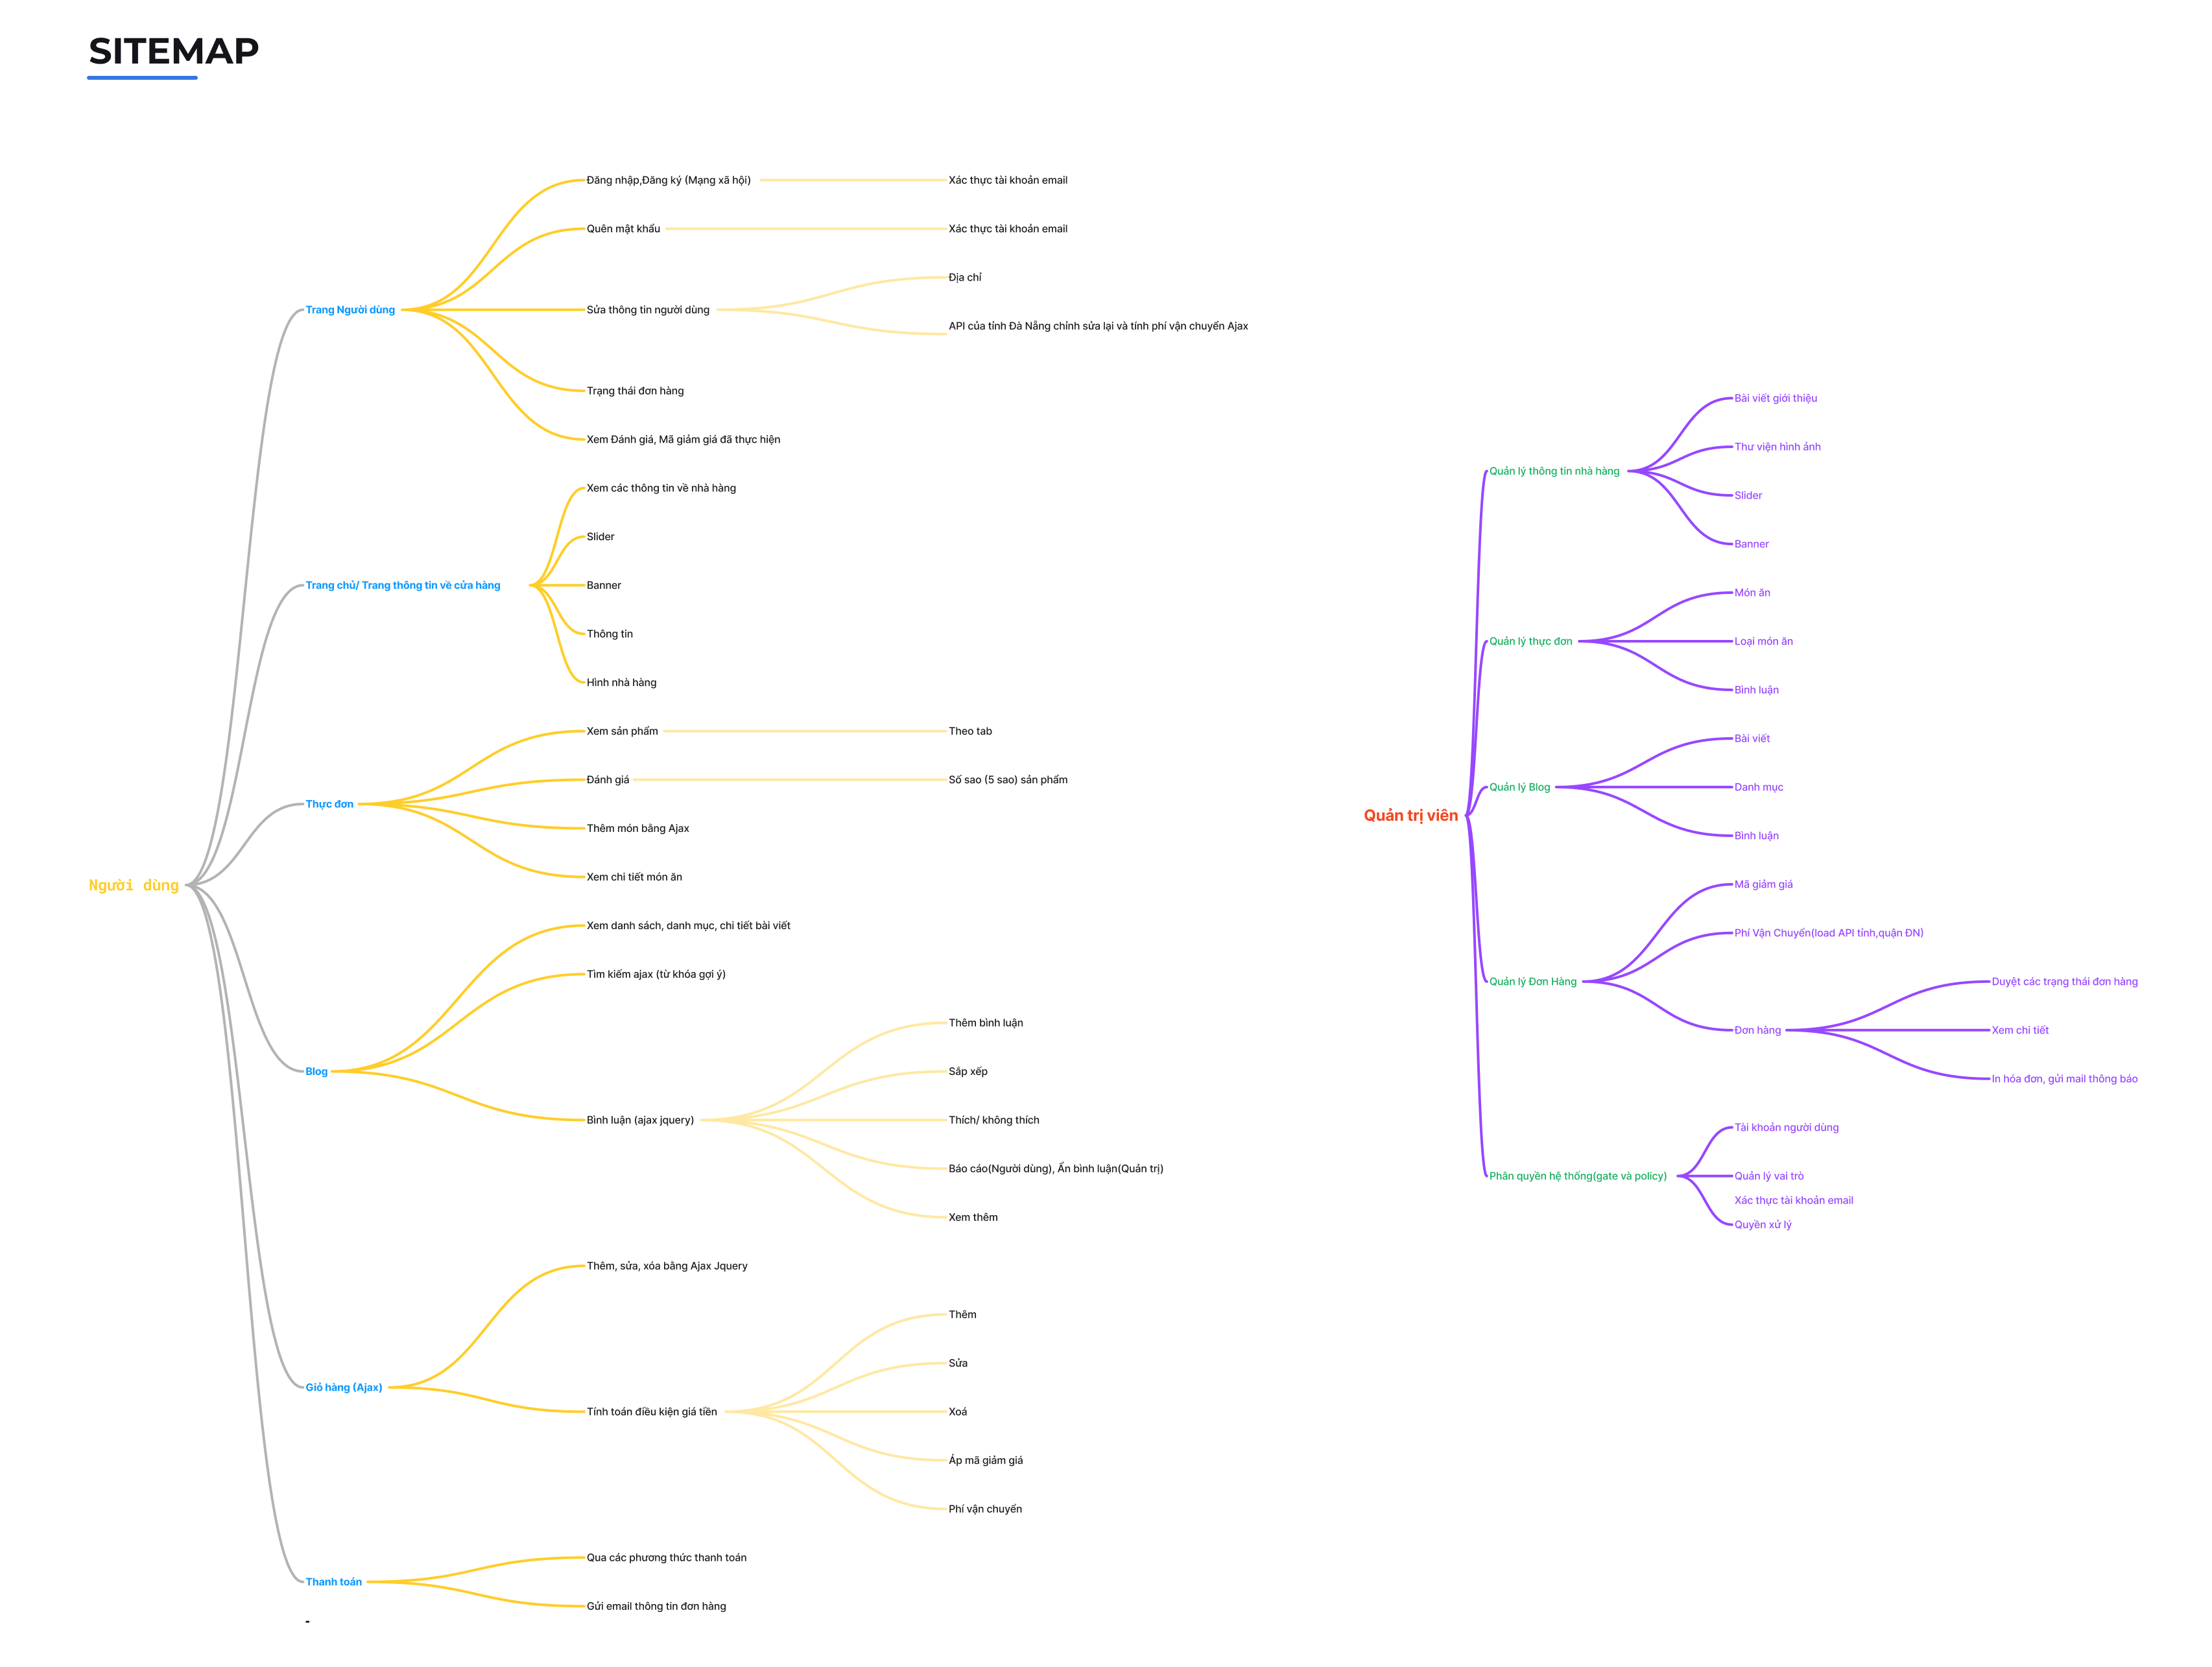 SITEMAP
Người dùng
Trang Người dùng
Đăng nhập,Đăng ký (Mạng xã hội)
Xác thực tài khoản email
Quên mật khẩu
Xác thực tài khoản email
Sửa thông tin người dùng
Địa chỉ
API của tỉnh Đà Nẵng chỉnh sửa lại và tính phí vận chuyển Ajax
Trạng thái đơn hàng
Xem Đánh giá, Mã giảm giá đã thực hiện
Trang chủ/ Trang thông tin về cửa hàng
Xem các thông tin về nhà hàng
Slider
Banner
Thông tin
Hình nhà hàng
Thực đơn
Xem sản phẩm
Theo tab
Đánh giá
Số sao (5 sao) sản phẩm
Thêm món bằng Ajax
Xem chi tiết món ăn
Blog
Xem danh sách, danh mục, chi tiết bài viết
Tìm kiếm ajax (từ khóa gợi ý)
Bình luận (ajax jquery)
Thêm bình luận
Sắp xếp
Thích/ không thích
Báo cáo(Người dùng), Ẩn bình luận(Quản trị)
Xem thêm
Giỏ hàng (Ajax)
Thêm, sửa, xóa bằng Ajax Jquery
Tính toán điều kiện giá tiền
Thêm
Sửa
Xoá
Áp mã giảm giá
Phí vận chuyển
Thanh toán
Qua các phương thức thanh toán
Gửi email thông tin đơn hàng
-
Quản trị viên
Quản lý thông tin nhà hàng
Bài viết giới thiệu
Thư viện hình ảnh
Slider
Banner
Quản lý thực đơn
Món ăn
Loại món ăn
Bình luận
Quản lý Blog
Bài viết
Danh mục
Bình luận
Quản lý Đơn Hàng
Mã giảm giá
Phí Vận Chuyển(load API tỉnh,quận ĐN)
Đơn hàng
Duyệt các trạng thái đơn hàng
Xem chi tiết
In hóa đơn, gửi mail thông báo
Phân quyền hệ thống(gate và policy)
Tài khoản người dùng
Quản lý vai trò
Xác thực tài khoản email
Quyền xử lý